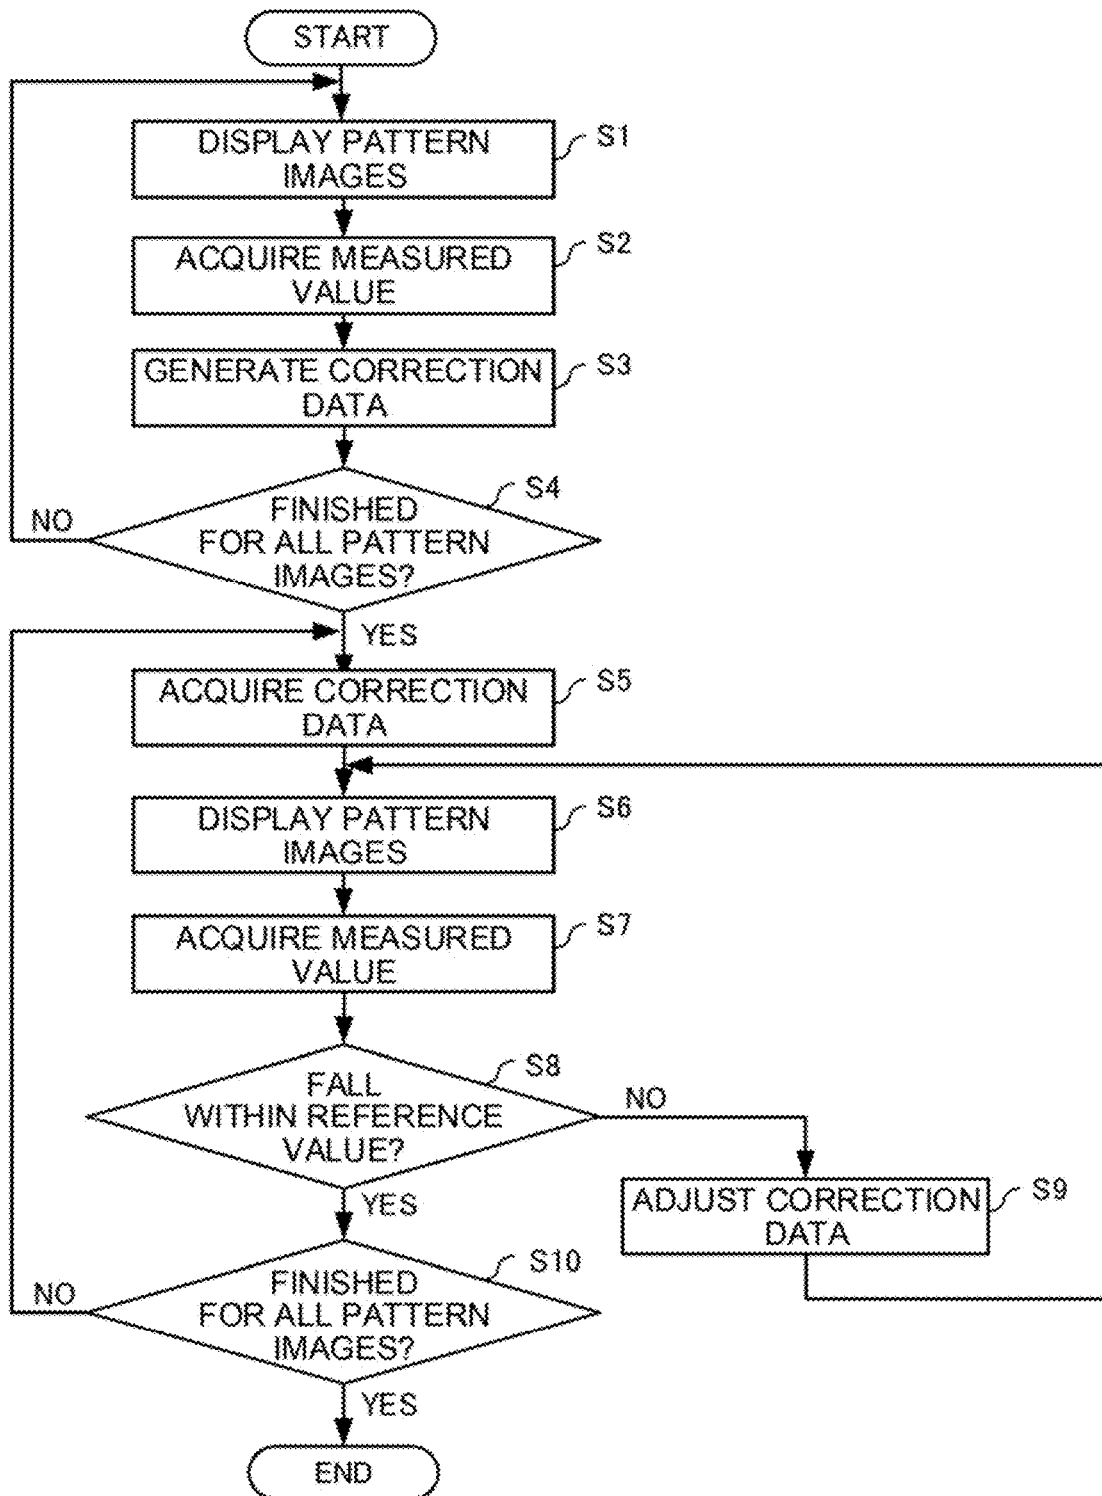 START
DISPLAY PATTERN
IMAGES
S1
ACQUIRE MEASURED
VALUE
S2
GENERATE CORRECTION
DATA
S3
FINISHED
FOR ALL PATTERN
IMAGES?
S4
NO
YES
ACQUIRE CORRECTION
DATA
S5
DISPLAY PATTERN
IMAGES
S6
ACQUIRE MEASURED
VALUE
S7
FALL
WITHIN REFERENCE
VALUE?
S8
NO
YES
ADJUST CORRECTION
DATA
S9
FINISHED
FOR ALL PATTERN
IMAGES?
S10
NO
YES
END